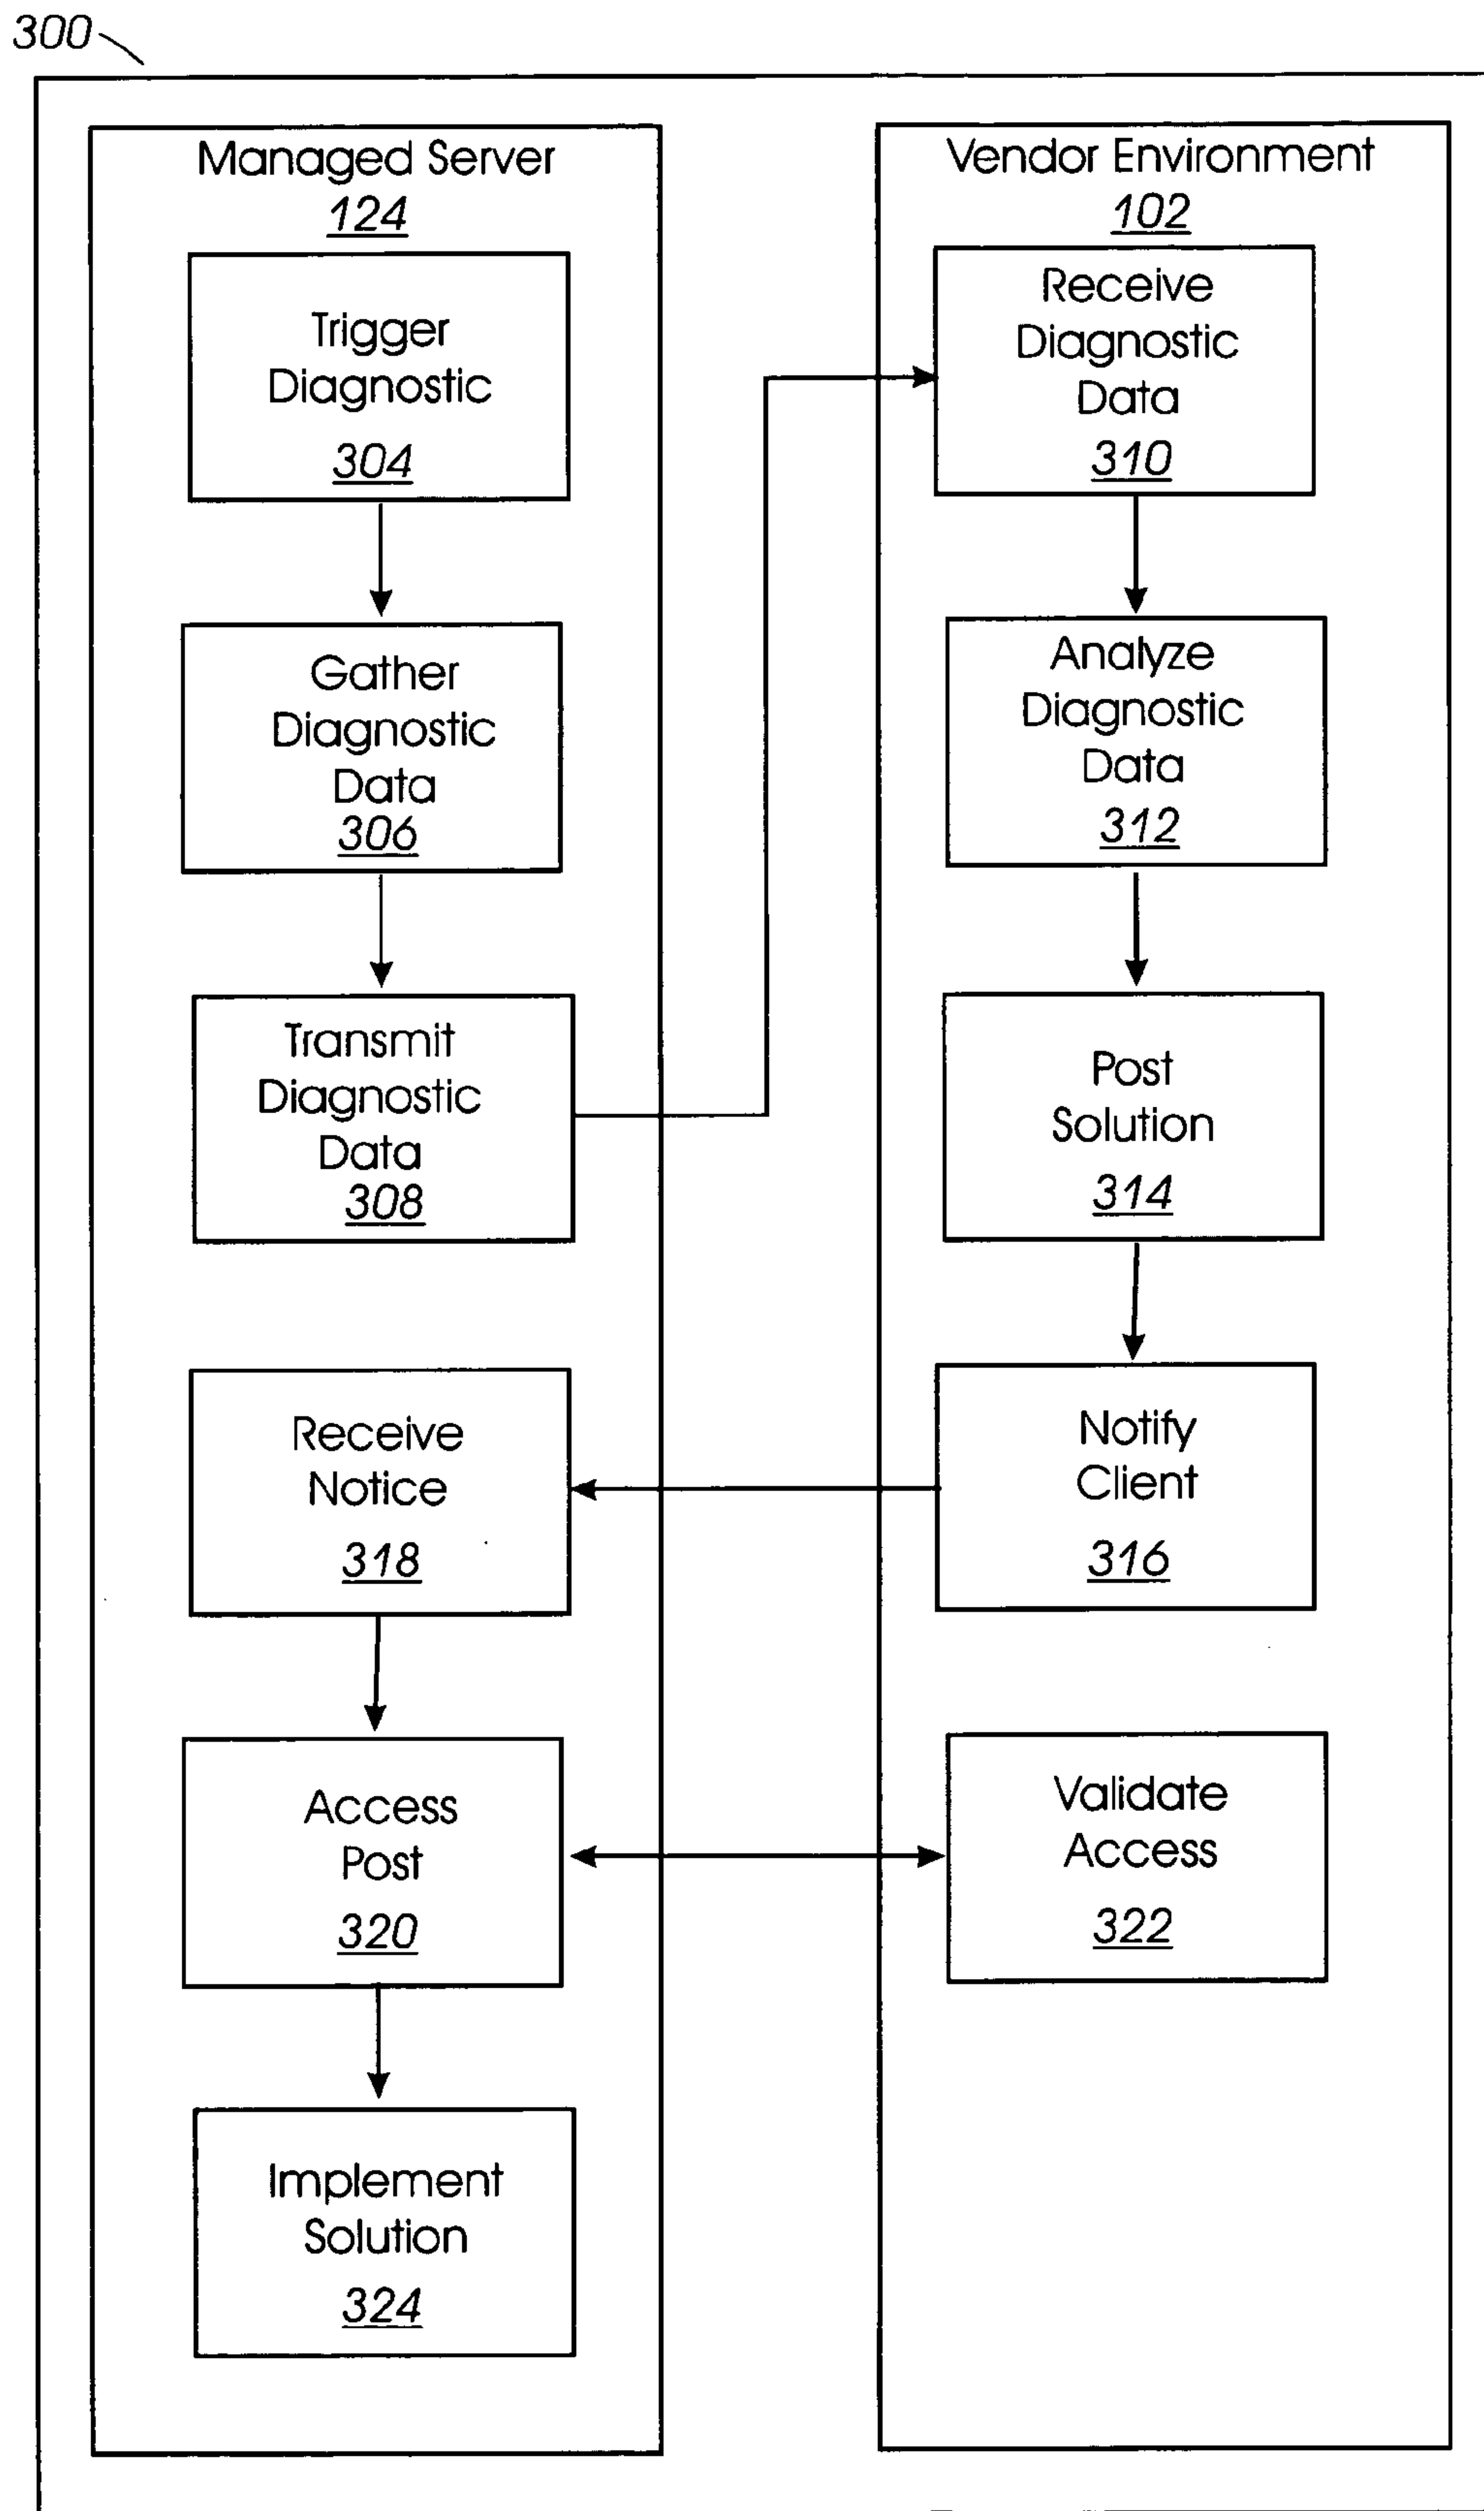 300
Managed Server
124
Trigger
Diagnostic
304
Gather
Diagnostic
Data
306
Transmit
Diagnostic
Data
308
Receive
Notice
318
Access
Post
320
Implement
Solution
324
Vendor Environment
102
Receive
Diagnostic
Data
310
Analyze
Diagnostic
Data
312
Post
Solution
314
Notify
Client
316
Validate
Access
322